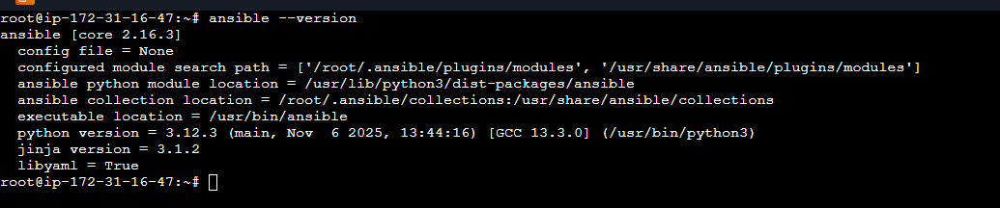 root@ip-172-31-16-47:~# ansible --version
ansible [core 2.16.3]
  config file = None
  configured module search path = ['/root/.ansible/plugins/modules', '/usr/share/ansible/plugins/modules']
  ansible python module location = /usr/lib/python3/dist-packages/ansible
  ansible collection location = /root/.ansible/collections:/usr/share/ansible/collections
  executable location = /usr/bin/ansible
  python version = 3.12.3 (main, Nov  6 2025, 13:44:16) [GCC 13.3.0] (/usr/bin/python3)
  jinja version = 3.1.2
  libyaml = True
root@ip-172-31-16-47:~#